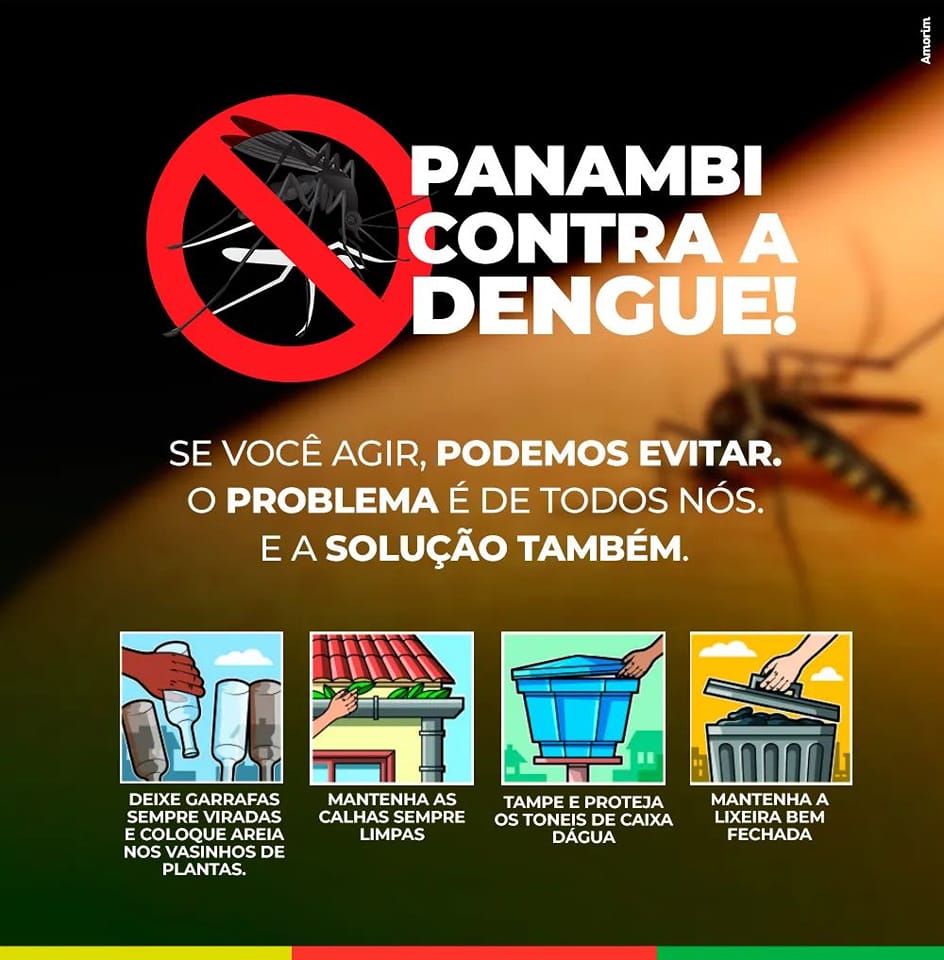 Amorim
PANAMBI
CONTRA A
DENGUE!
SE VOCÊ AGIR, PODEMOS EVITAR.
O PROBLEMA É DE TODOS NÓS.
E A SOLUÇÃO TAMBÉM.
DEIXE GARRAFAS
SEMPRE VIRADAS
E COLOQUE AREIA
NOS VASINHOS DE
PLANTAS.
MANTENHA AS
CALHAS SEMPRE
LIMPAS
TAMPE E PROTEJA
OS TONEIS DE CAIXA
DÁGUA
MANTENHA A
LIXEIRA BEM
FECHADA